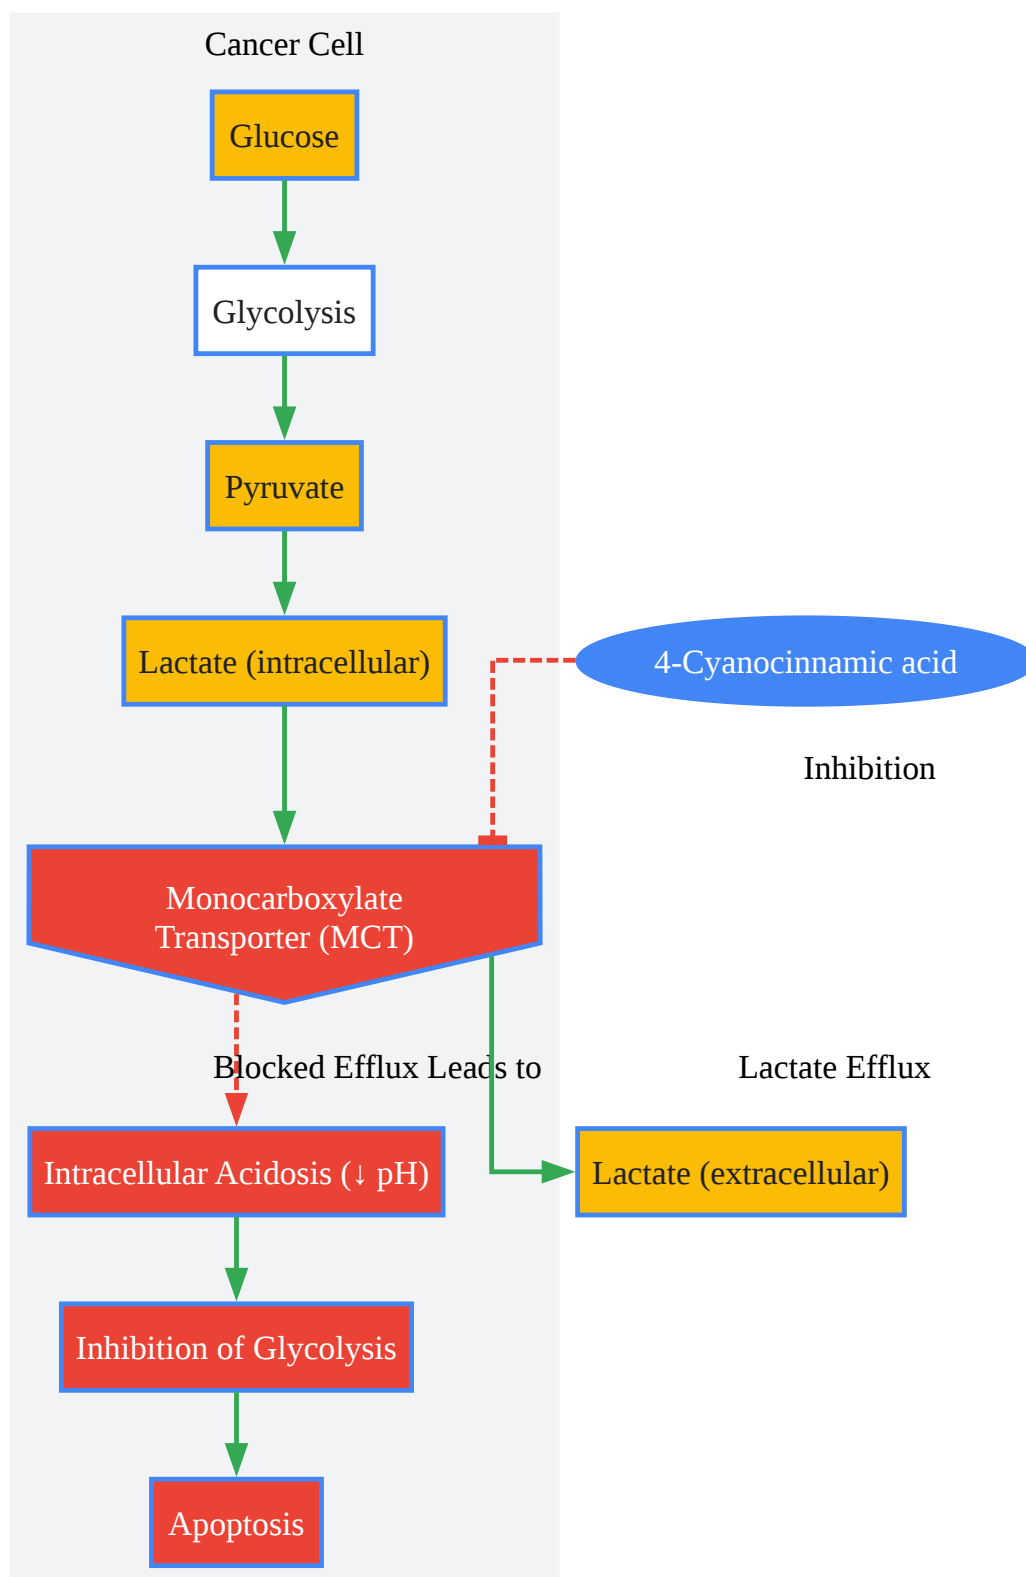 Cancer Cell
Glucose
Glycolysis
Pyruvate
Lactate (intracellular)
4-Cyanocinnamic acid
Inhibition
Monocarboxylate
Transporter (MCT)
Blocked Efflux Leads to
Lactate Efflux
Intracellular Acidosis (↓ pH)
Lactate (extracellular)
Inhibition of Glycolysis
Apoptosis